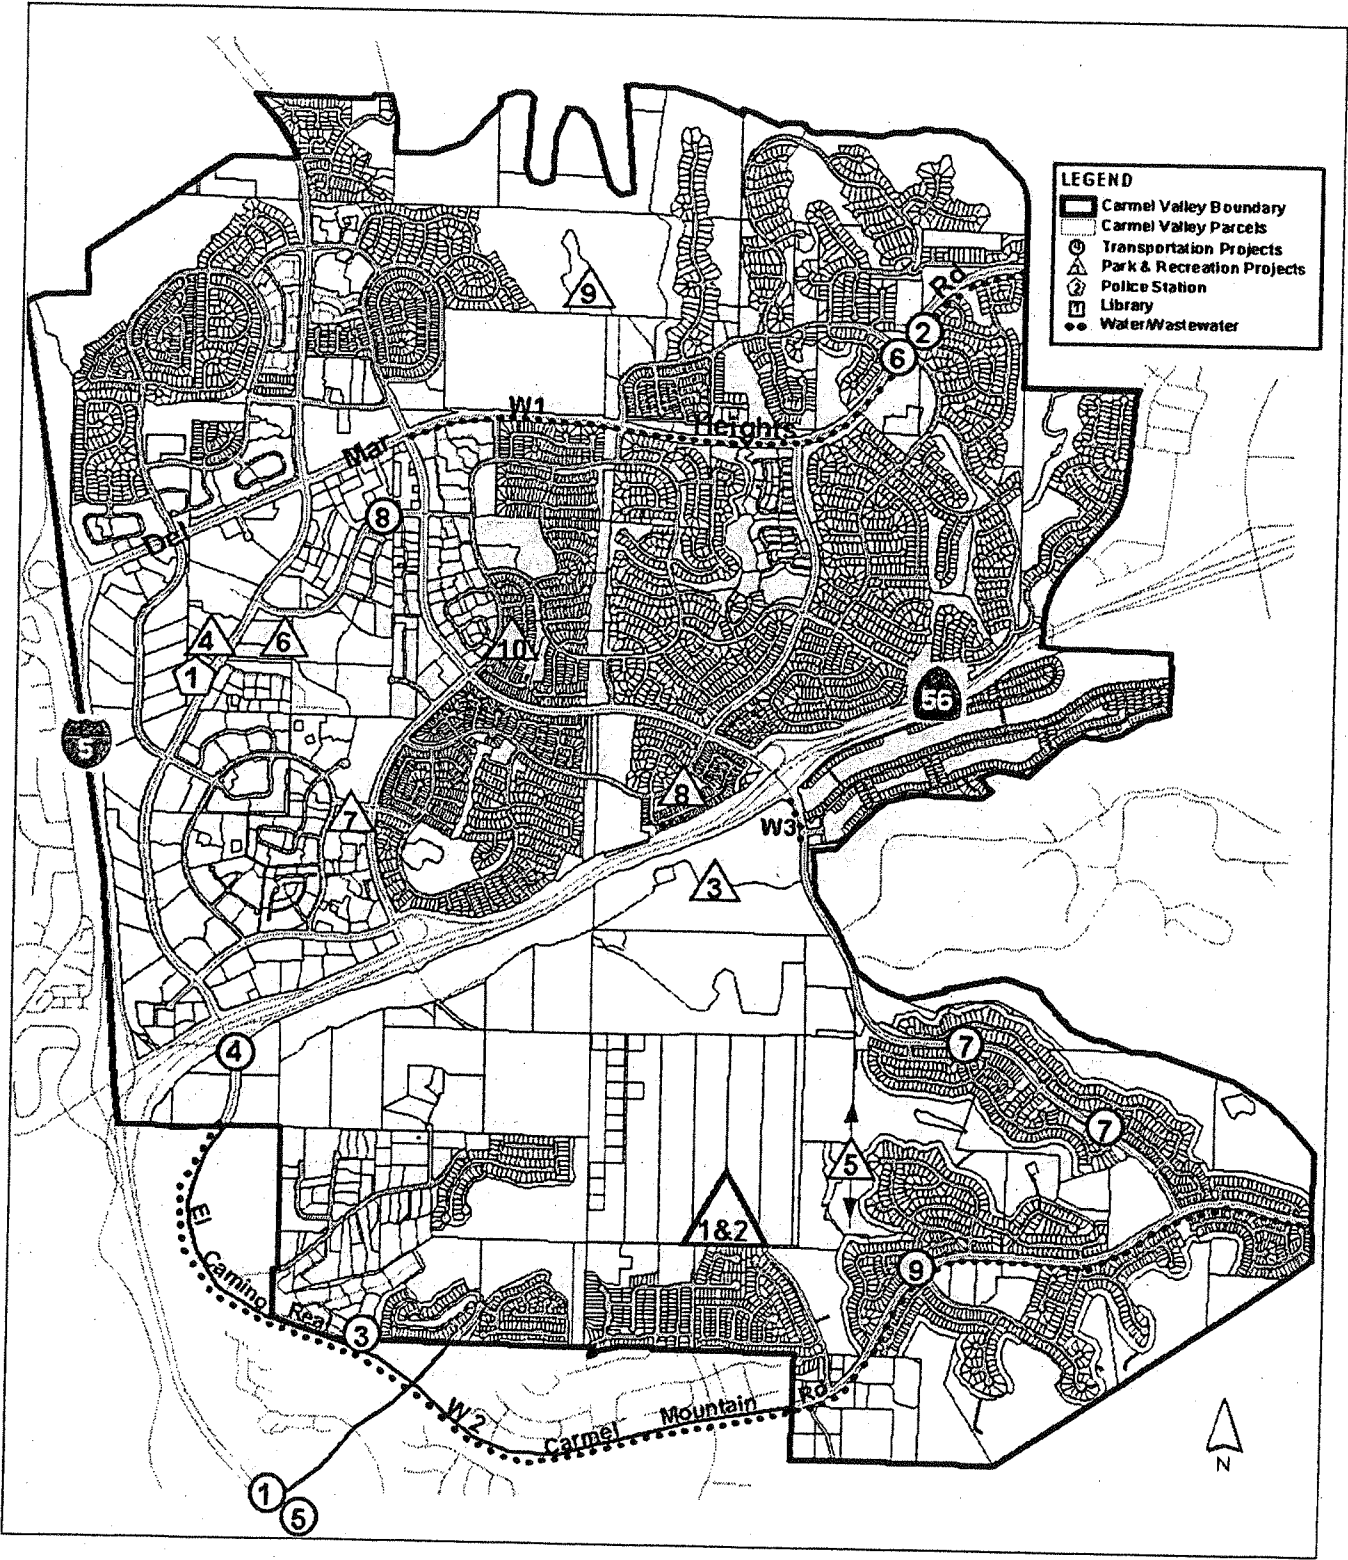 LEGEND
Carmel Valley Boundary
Carmel Valley Parcels
4 Transportation Projects
Park & Recreation Projects
Police Station
1 Library
Water/Wastewater
9
Rd
2
6
W1
Heights
Mar
Del
8
4
6
10
1
56
5
8
7
W3
3
4
7
7
5
1&2
El
Camino
Real
9
3
W2
Carmel
Mountain
Rd
1
5
N